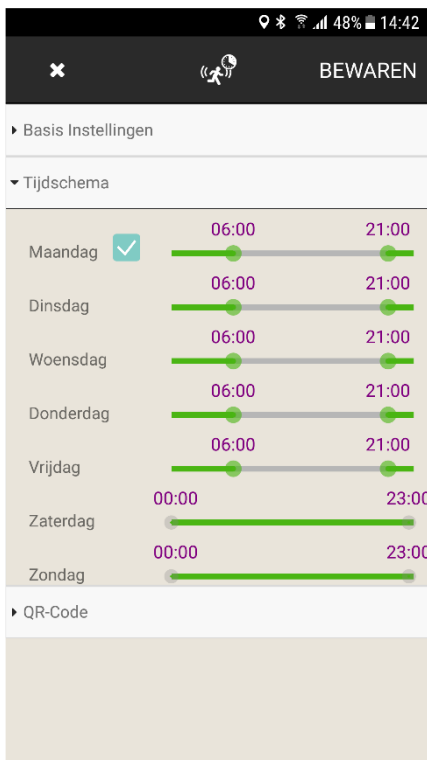 48% 14:42
BEWAREN
Basis Instellingen
Tijdschema
06:00 21:00
Maandag
06:00 21:00
Dinsdag
06:00 21:00
Woensdag
06:00 21:00
Donderdag
06:00 21:00
Vrijdag
00:00 23:00
Zaterdag
00:00 23:00
Zondag
QR-Code